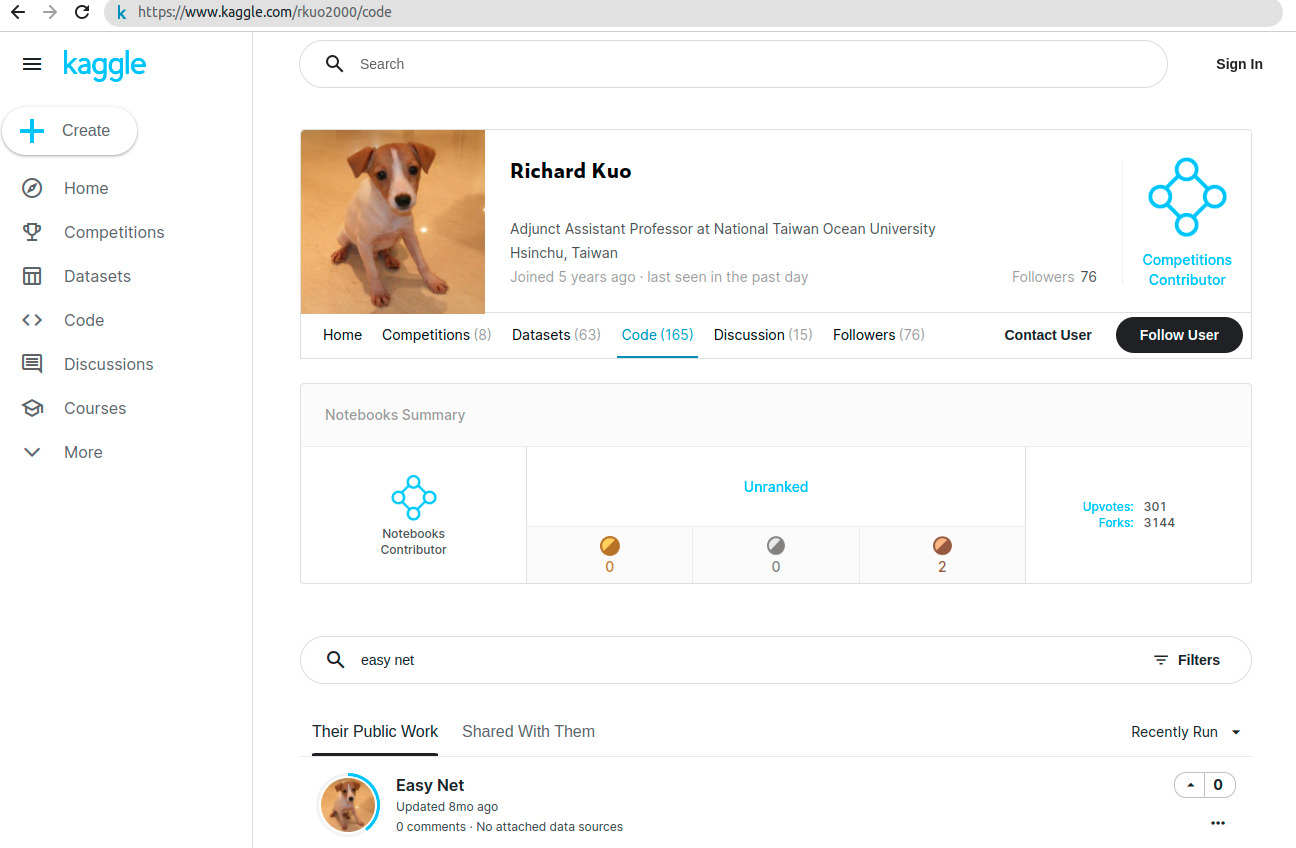 https://www.kaggle.com/rkuo2000/code
kaggle
Search
Sign In
Create
Home
Competitions
Datasets
Code
Discussions
Courses
More
Richard Kuo
Adjunct Assistant Professor at National Taiwan Ocean University
Hsinchu, Taiwan
Joined 5 years ago · last seen in the past day
Followers 76
Competitions
Contributor
Home Competitions (8) Datasets (63) Code (165) Discussion (15) Followers (76) Contact User Follow User
Notebooks Summary
Notebooks
Contributor
Unranked
0 0 2
Upvotes: 301
Forks: 3144
easy net
Filters
Their Public Work Shared With Them Recently Run
Easy Net
Updated 8mo ago
0 comments · No attached data sources
0